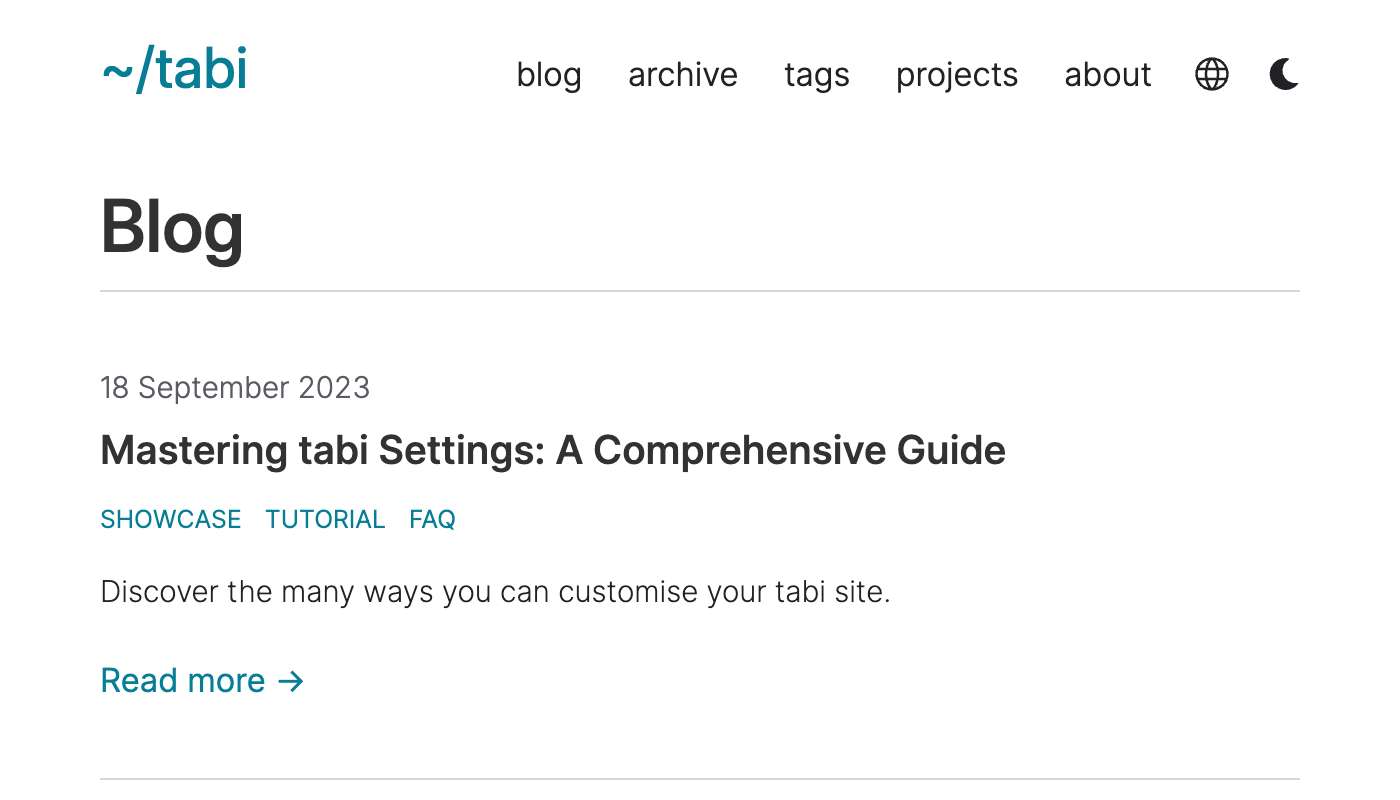 ~/tabi
blog archive tags projects about
Blog
18 September 2023
Mastering tabi Settings: A Comprehensive Guide
SHOWCASE TUTORIAL FAQ
Discover the many ways you can customise your tabi site.
Read more →